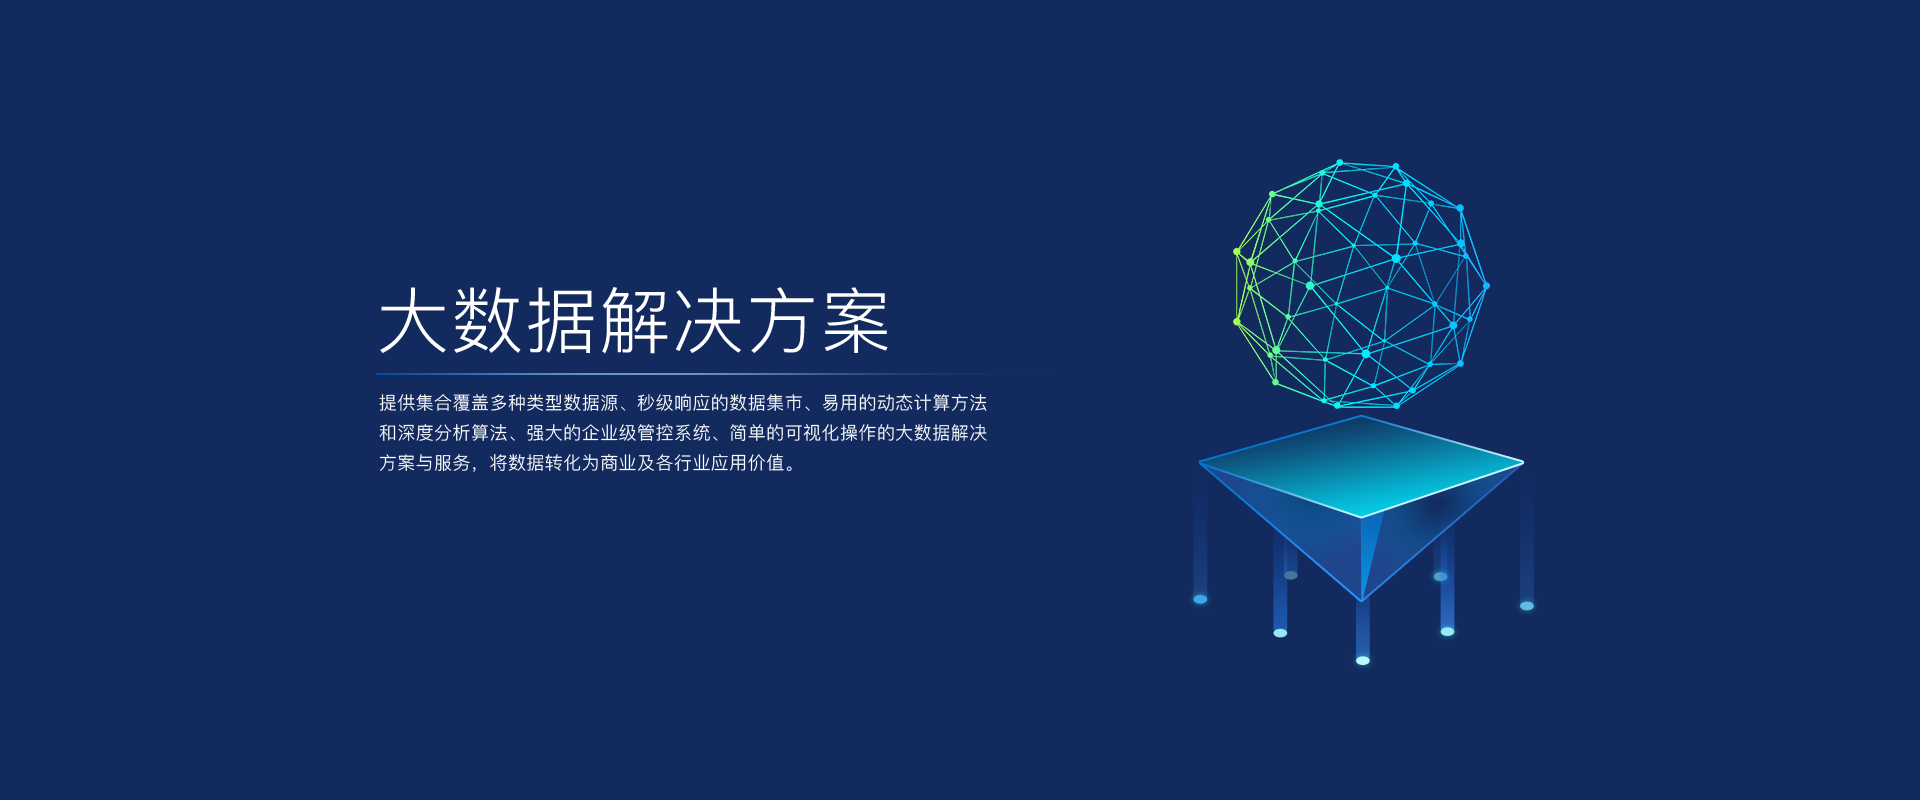 大数据解决方案
提供集合覆盖多种类型数据源、秒级响应的数据集市、易用的动态计算方法
和深度分析算法、强大的企业级管控系统、简单的可视化操作的大数据解决
方案与服务，将数据转化为商业及各行业应用价值。